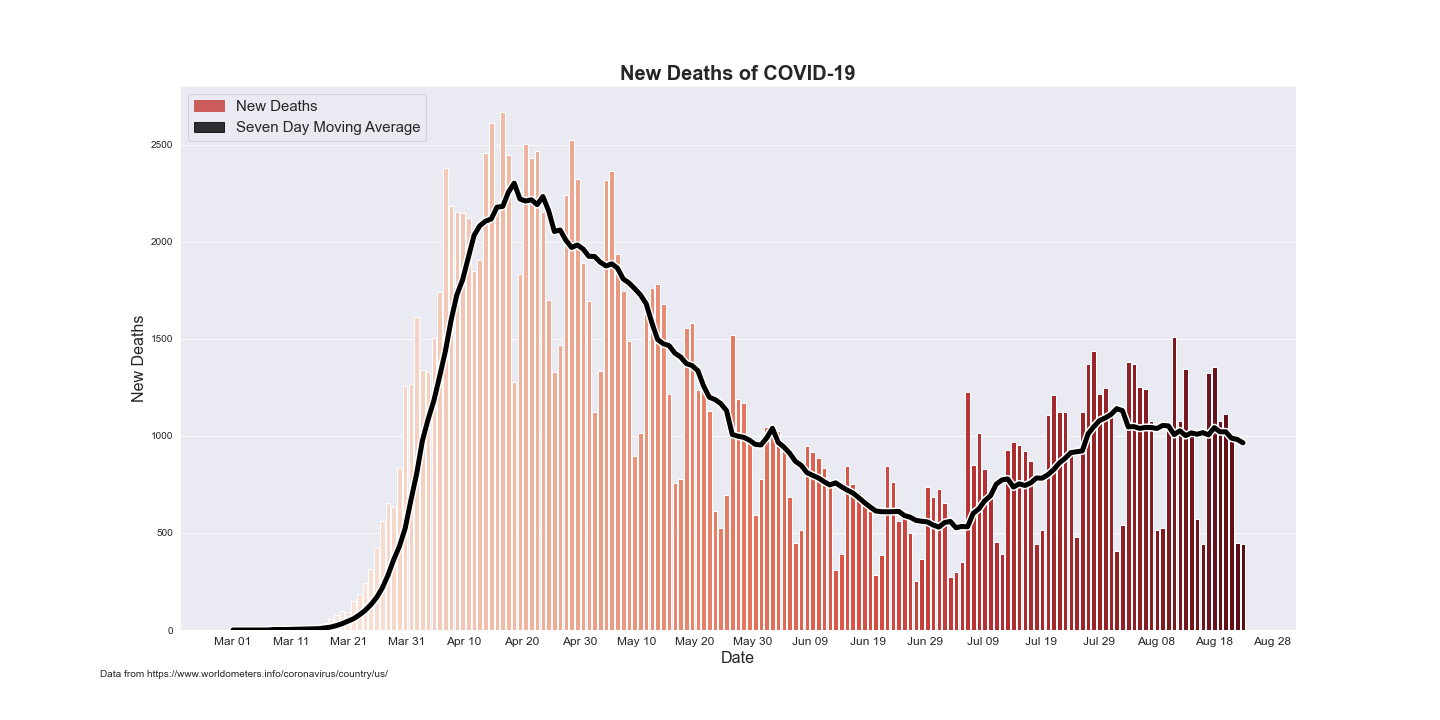 New Deaths of COVID-19
New Deaths
Seven Day Moving Average
2500
2000
1500
1000
500
0
New Deaths
Mar 01 Mar 11 Mar 21 Mar 31 Apr 10 Apr 20 Apr 30 May 10 May 20 May 30 Jun 09 Jun 19 Jun 29 Jul 09 Jul 19 Jul 29 Aug 08 Aug 18 Aug 28
Date
Data from https://www.worldometers.info/coronavirus/country/us/